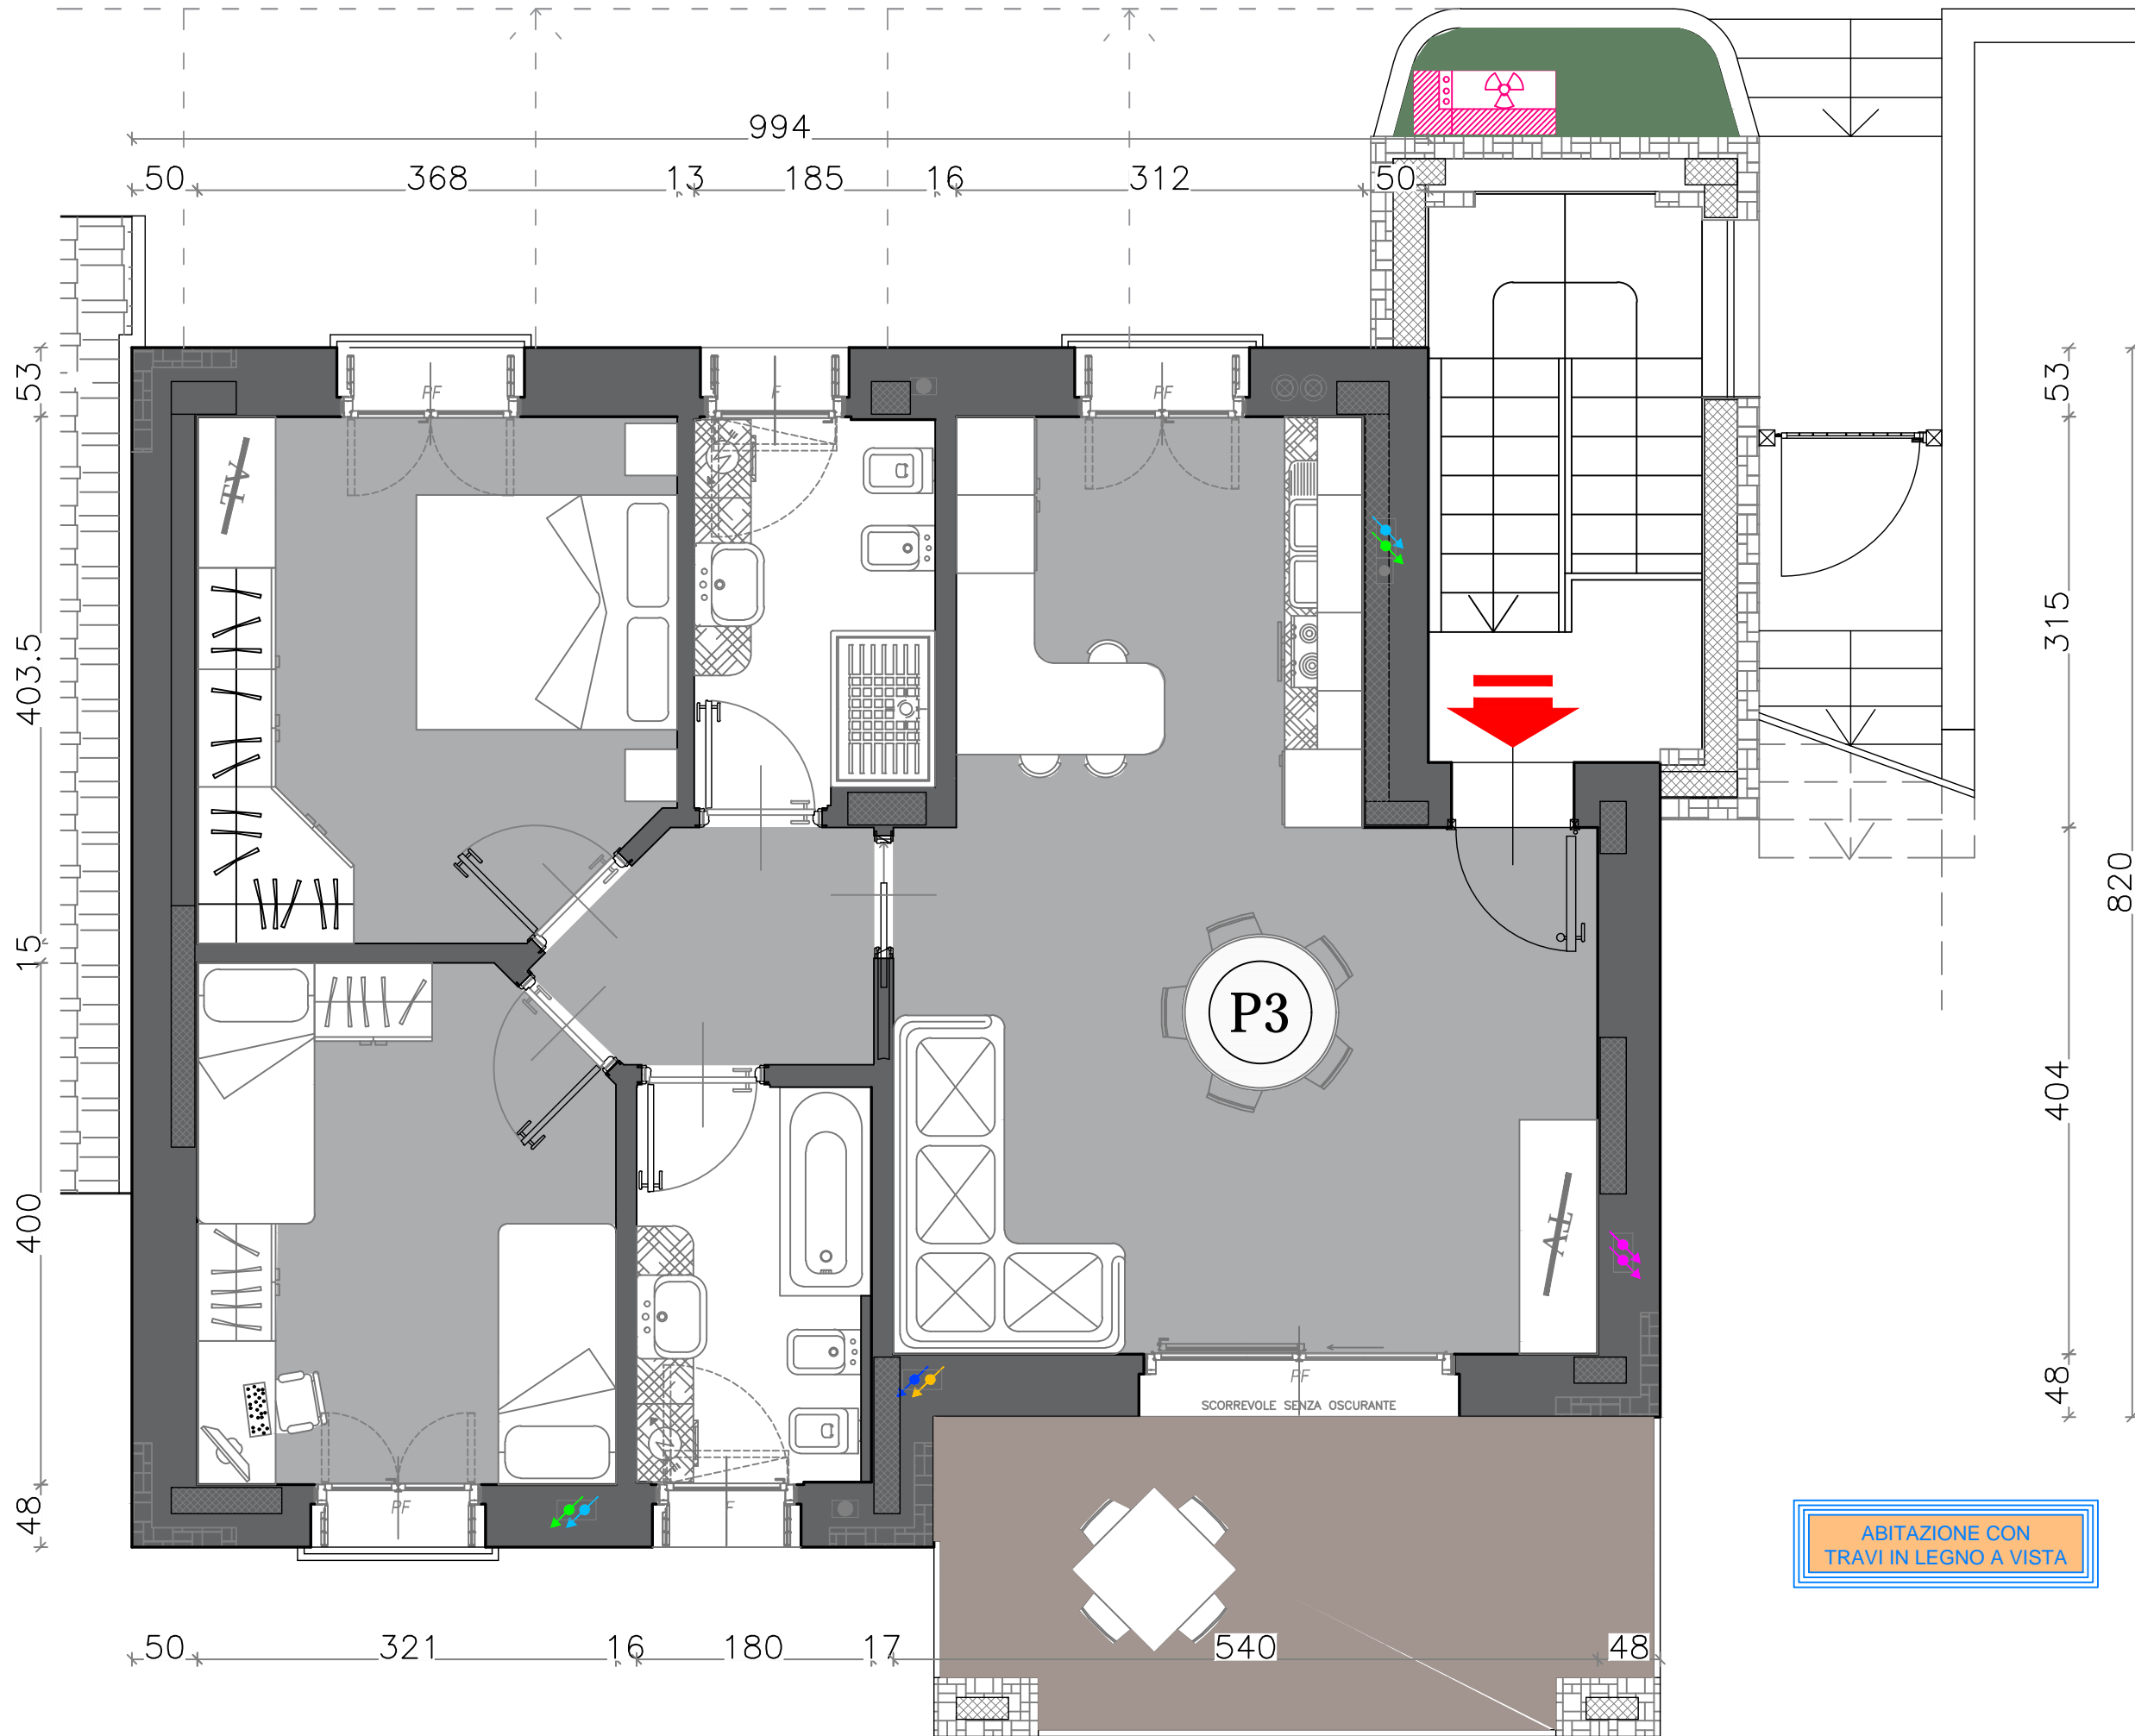 994
50 368 13 185 16 312 50
53
53
PF
F
PF
TV
403.5
315
820
15
P3
404
400
TV
48
PF
SCORREVOLE SENZA OSCURANTE
48
PF
F
ABITAZIONE CON
TRAVI IN LEGNO A VISTA
50 321 16 180 17 540 48